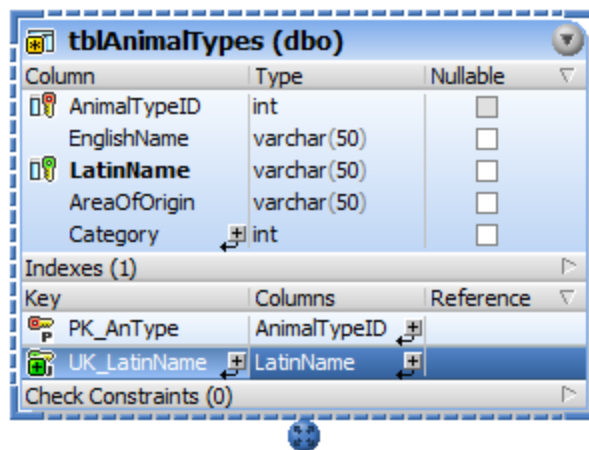 tblAnimalTypes (dbo)
Column Type Nullable
AnimalTypeID int
EnglishName varchar(50)
LatinName varchar(50)
AreaOfOrigin varchar(50)
Category int
Indexes (1)
Key Columns Reference
P PK_AnType AnimalTypeID
UK_LatinName LatinName
Check Constraints (0)